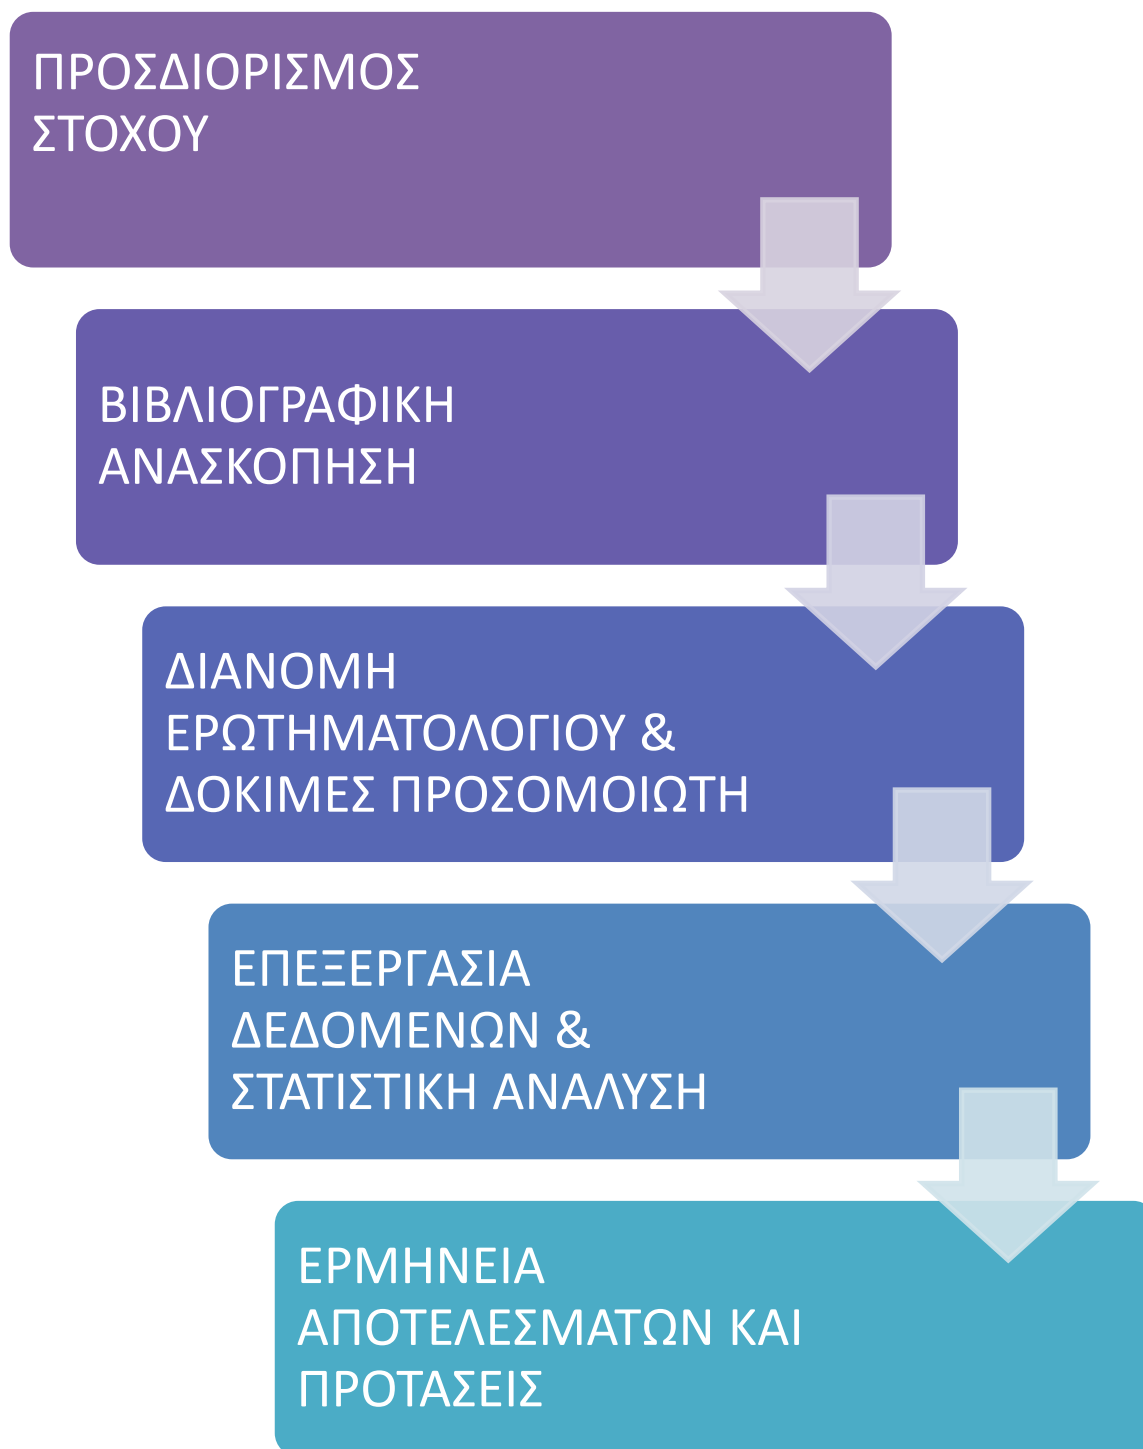 ΠΡΟΣΔΙΟΡΙΣΜΟΣ
ΣΤΟΧΟΥ
ΒΙΒΛΙΟΓΡΑΦΙΚΗ
ΑΝΑΣΚΟΠΗΣΗ
ΔΙΑΝΟΜΗ
ΕΡΩΤΗΜΑΤΟΛΟΓΙΟΥ &
ΔΟΚΙΜΕΣ ΠΡΟΣΟΜΟΙΩΤΗ
ΕΠΕΞΕΡΓΑΣΙΑ
ΔΕΔΟΜΕΝΩΝ &
ΣΤΑΤΙΣΤΙΚΗ ΑΝΑΛΥΣΗ
ΕΡΜΗΝΕΙΑ
ΑΠΟΤΕΛΕΣΜΑΤΩΝ ΚΑΙ
ΠΡΟΤΑΣΕΙΣ